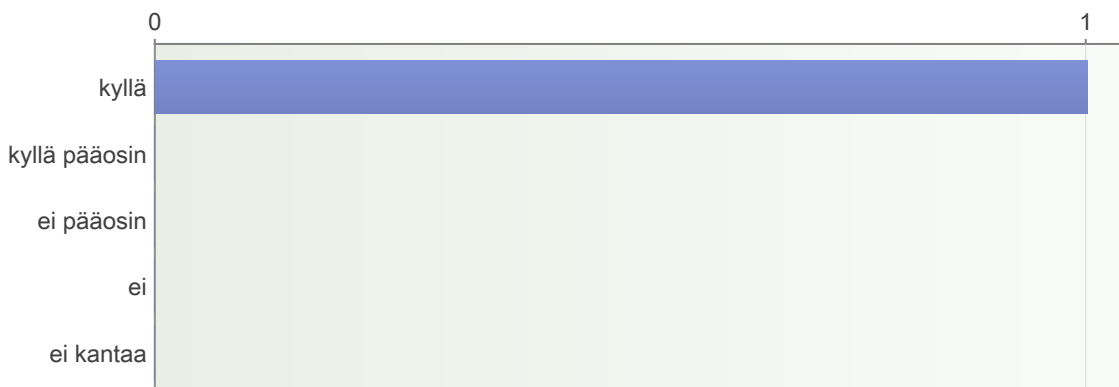 0 1
kyllä
kyllä pääosin
ei pääosin
ei
ei kantaa